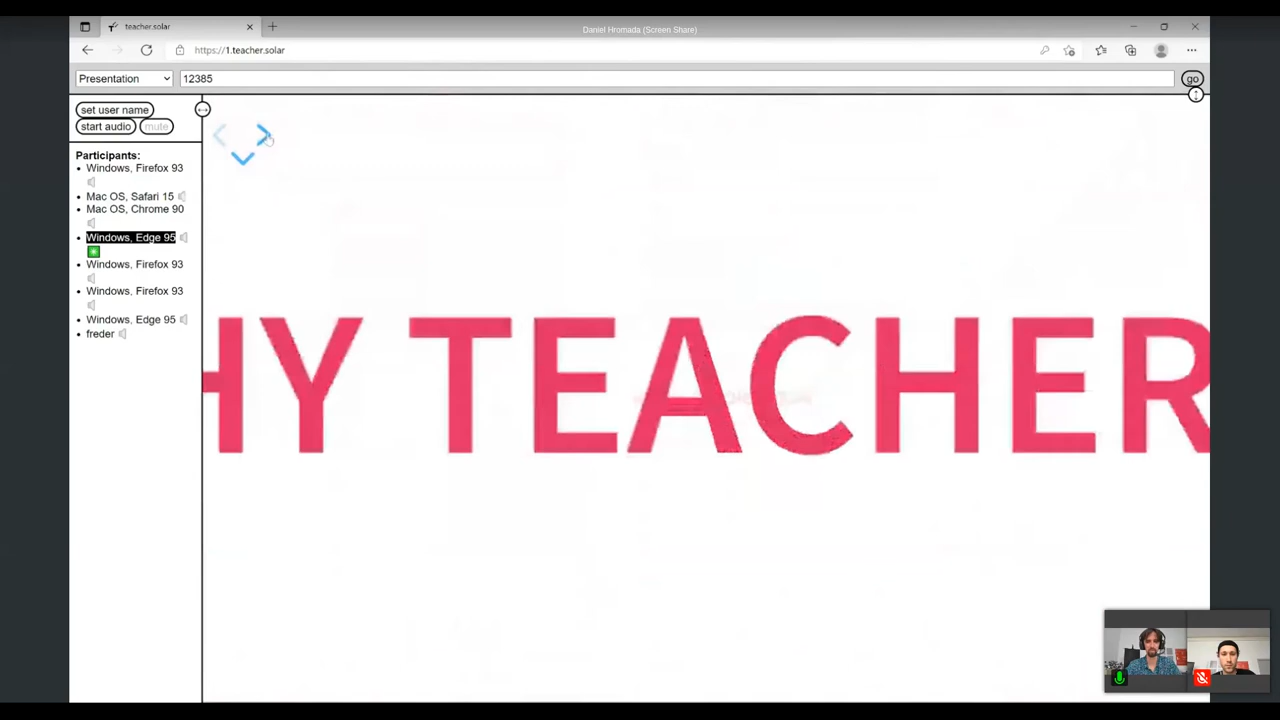 teacher.solar
Daniel Hromada (Screen Share)
https://1.teacher.solar
Presentation
12385
go
set user name
start audio
mute
Participants:
Windows, Firefox 93
Mac OS, Safari 15
Mac OS, Chrome 90
Windows, Edge 95
Windows, Firefox 93
Windows, Firefox 93
Windows, Edge 95
freder
HY TEACHER